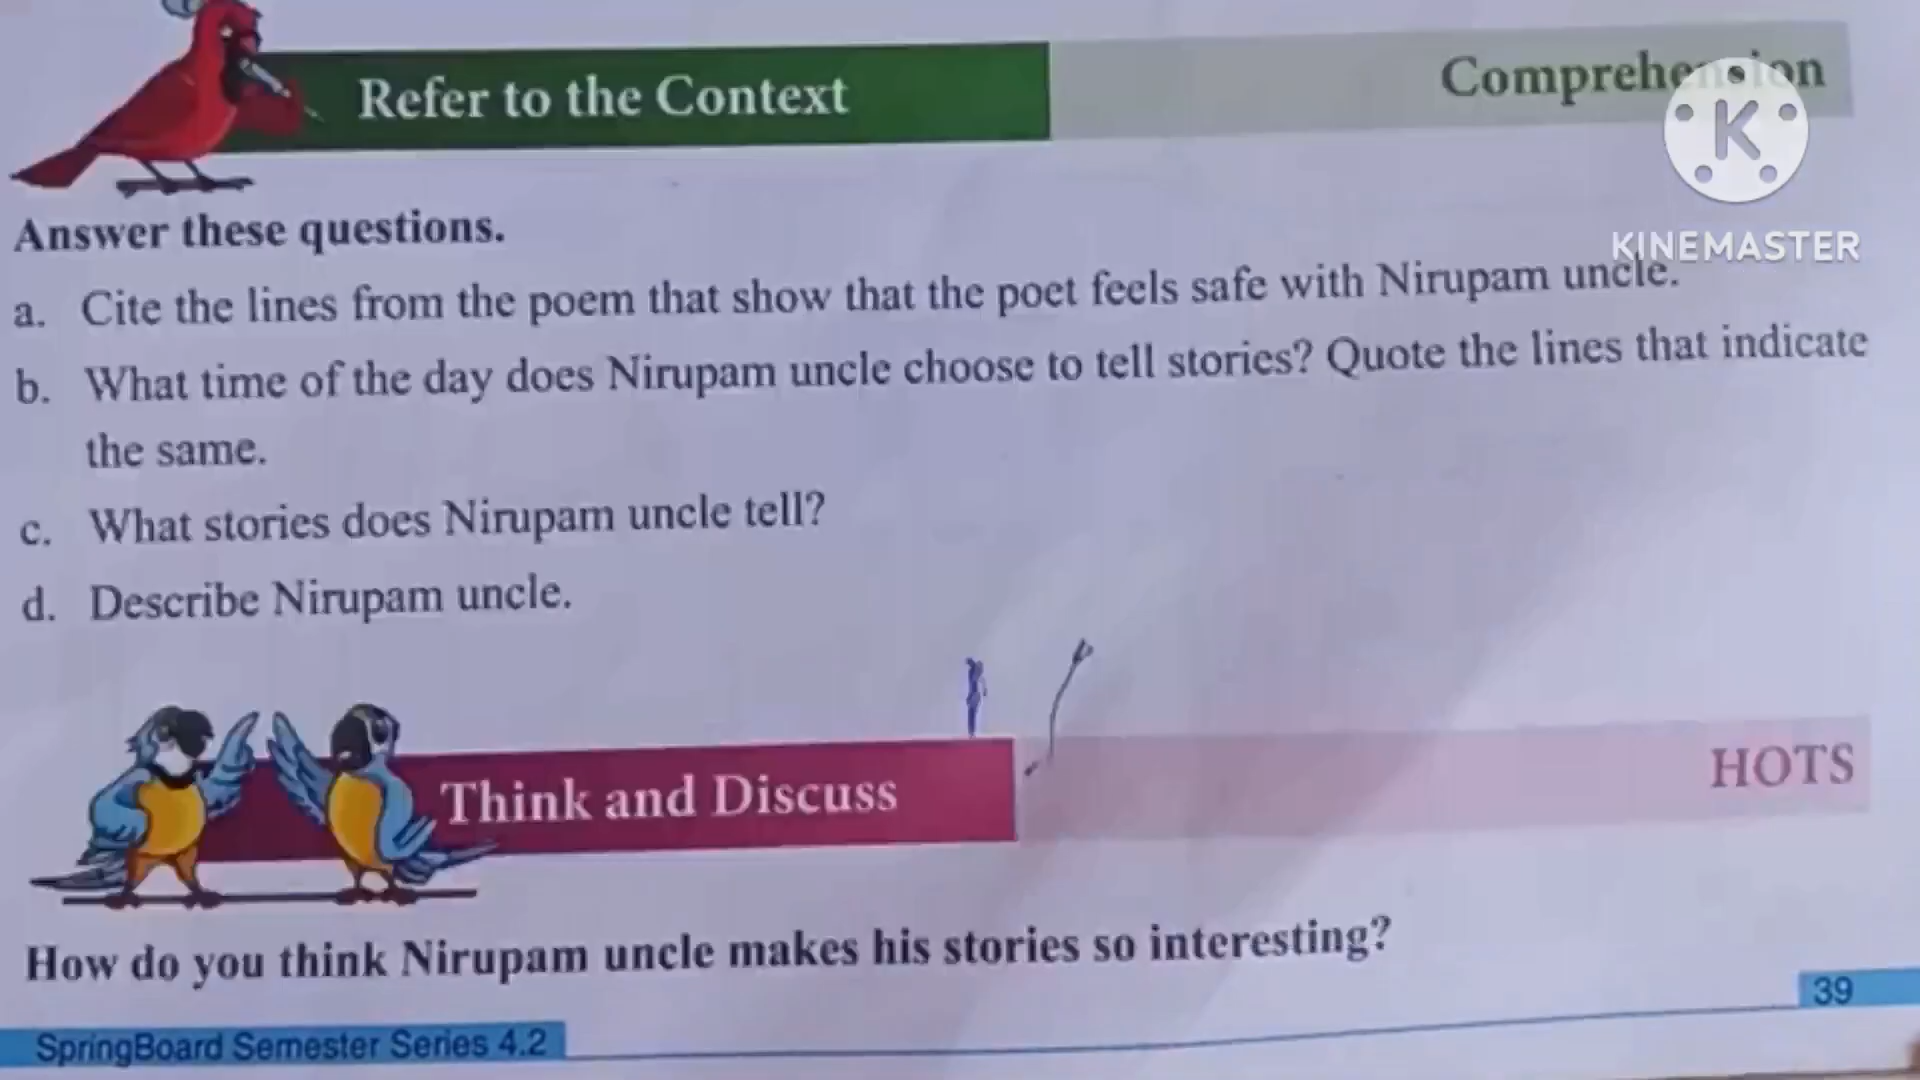 Refer to the Context
Comprehension
K
KINEMASTER
Answer these questions.
a. Cite the lines from the poem that show that the poet feels safe with Nirupam uncle.
b. What time of the day does Nirupam uncle choose to tell stories? Quote the lines that indicate
the same.
c. What stories does Nirupam uncle tell?
d. Describe Nirupam uncle.
Think and Discuss
HOTS
How do you think Nirupam uncle makes his stories so interesting?
39
SpringBoard Semester Series 4.2